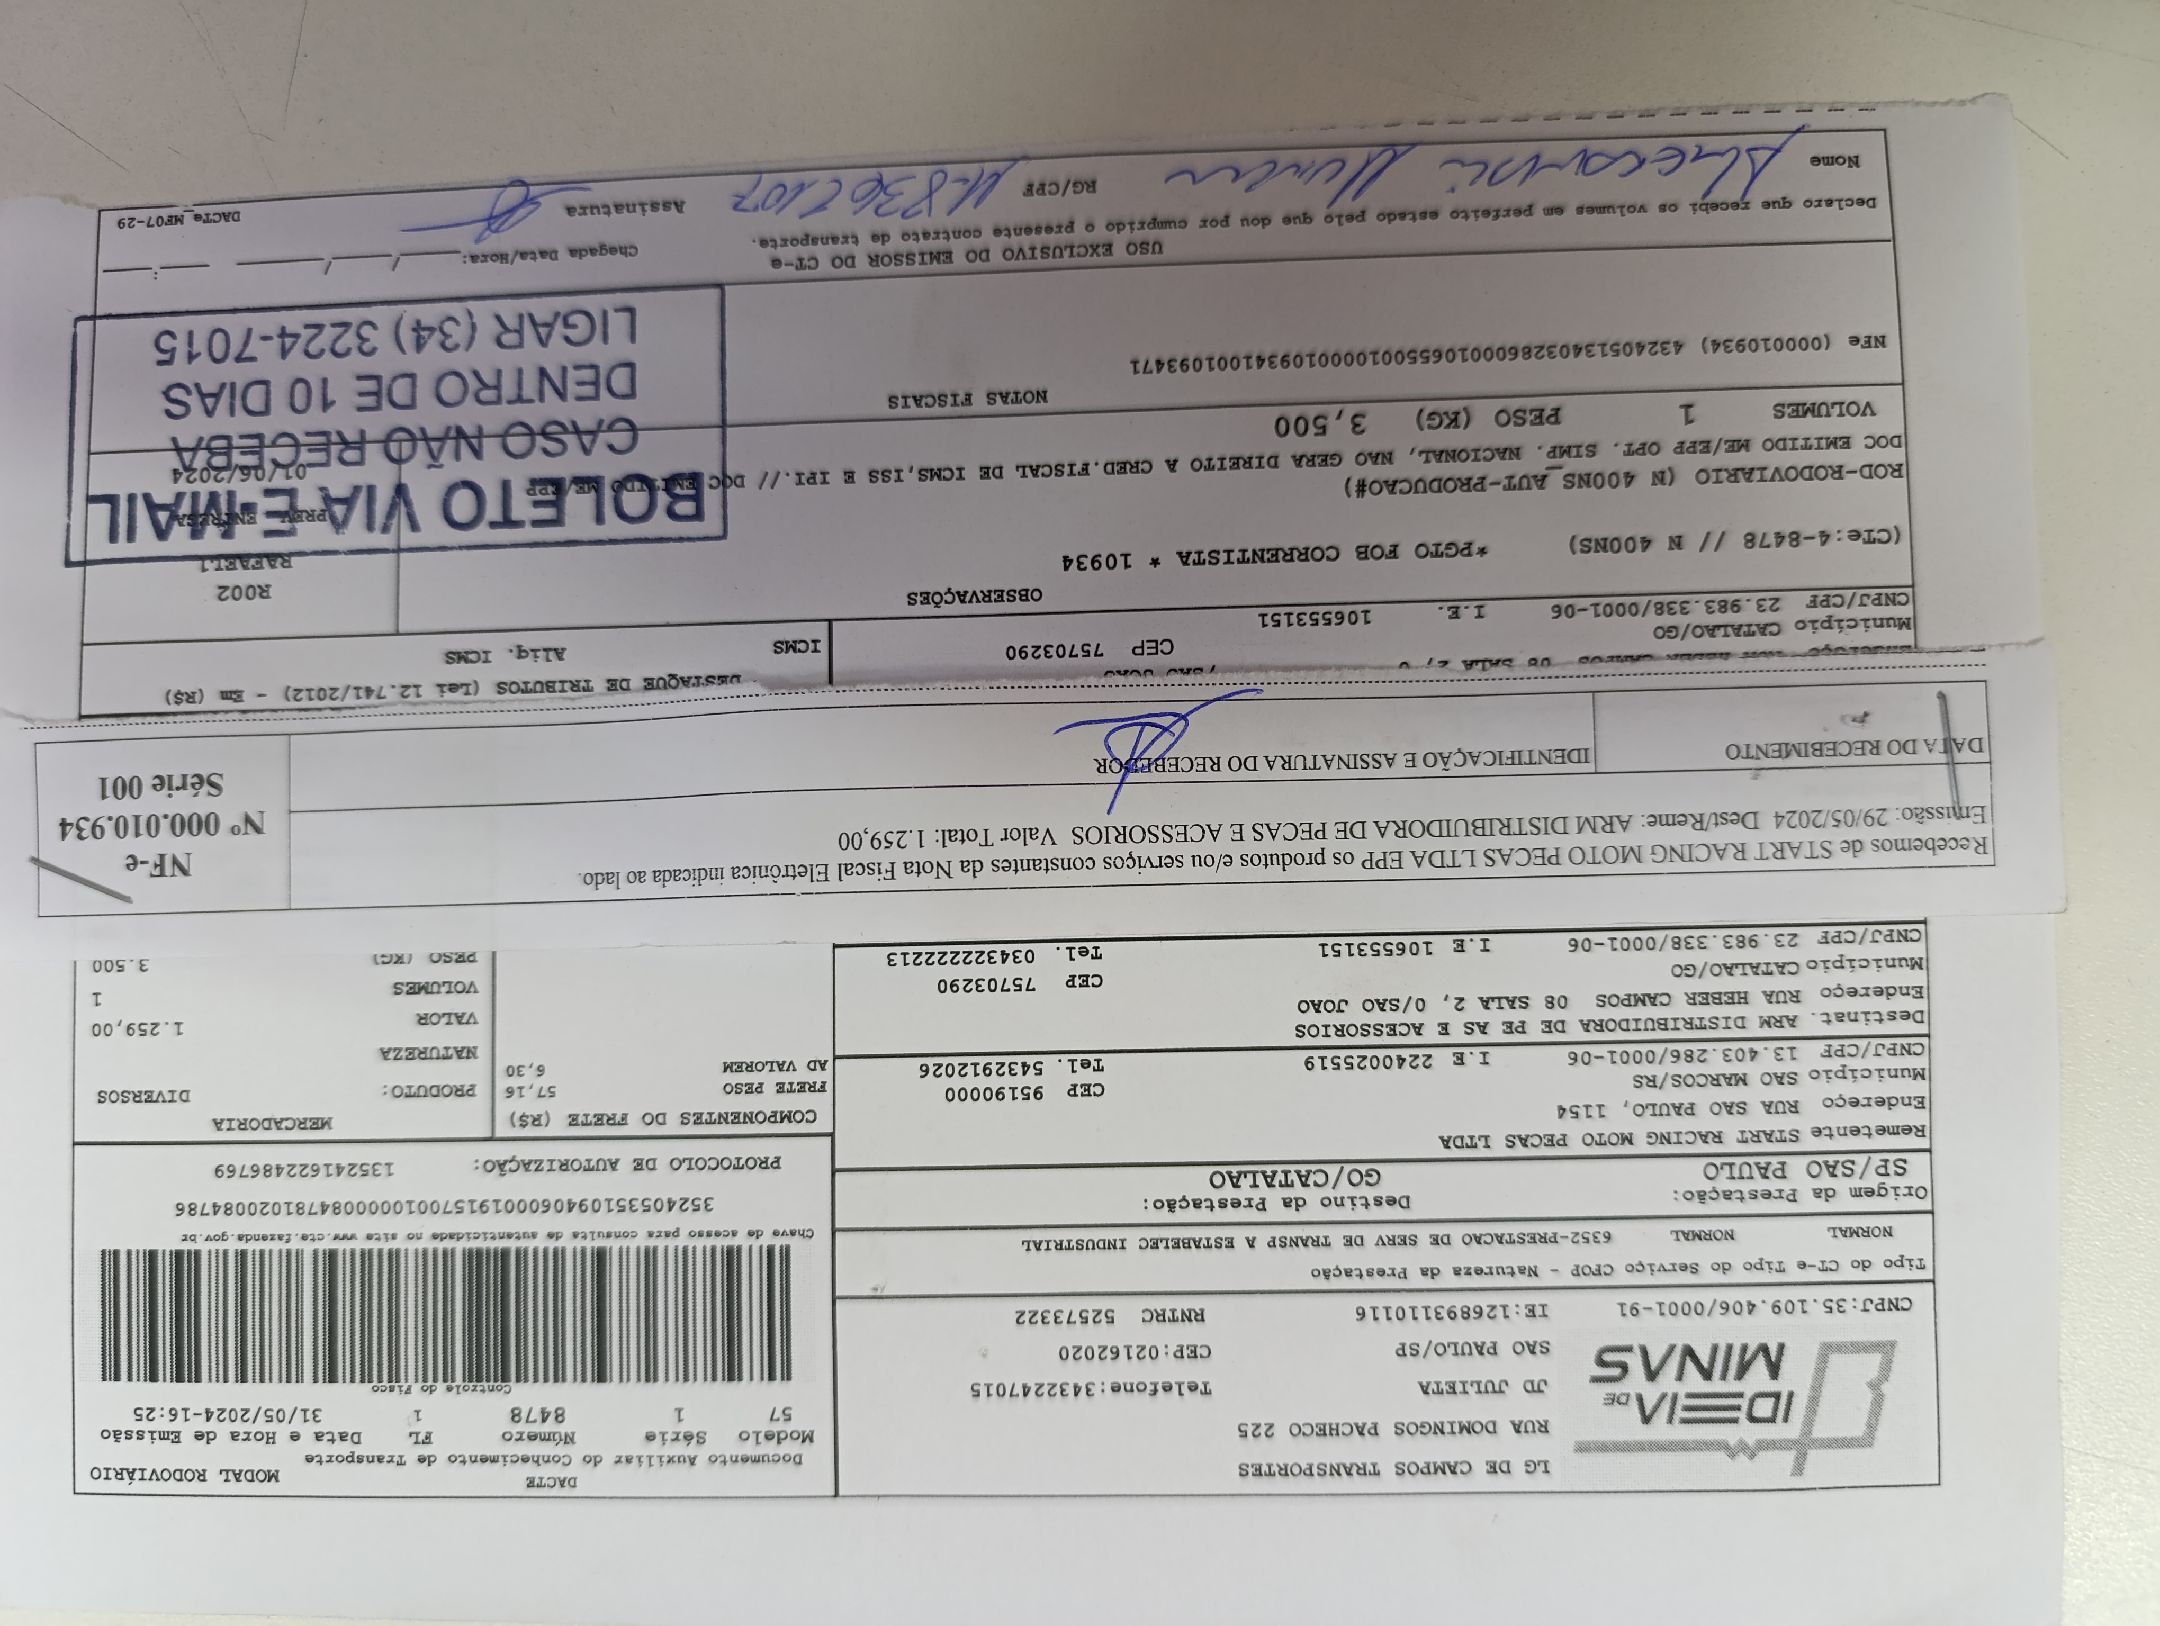 IDEIA DE
MINAS
LG DE CAMPOS TRANSPORTES
RUA DOMINGOS PACHECO 225
JD JULIETA Telefone:3432247015
SAO PAULO/SP CEP:02162020
CNPJ:35.109.406/0001-91 IE:126893110116 RNTRC 52573322
DACTE MODAL RODOVIÁRIO
Documento Auxiliar do Conhecimento de Transporte
Modelo Série Número FL Data e Hora de Emissão
57 1 8478 1 31/05/2024-16:25
Controle do Fisco
Chave de acesso para consulta de autenticidade no site www.cte.fazenda.gov.br
35240535109406000191570010000084781020084786
PROTOCOLO DE AUTORIZAÇÃO: 135241622486769
Tipo do CT-e Tipo do Serviço CFOP - Natureza da Prestação
NORMAL NORMAL 6352-PRESTACAO DE SERV DE TRANSP A ESTABELEC INDUSTRIAL
Origem da Prestação: Destino da Prestação:
SP/SAO PAULO GO/CATALAO
Remetente START RACING MOTO PECAS LTDA
Endereço RUA SAO PAULO, 1154
Município SAO MARCOS/RS CEP 95190000
CNPJ/CPF 13.403.286/0001-06 I.E 2240025519 Tel. 5432912026
Destinat. ARM DISTRIBUIDORA DE PE AS E ACESSORIOS
Endereço RUA HEBER CAMPOS 08 SALA 2, 0/SAO JOAO
Município CATALAO/GO CEP 75703290
CNPJ/CPF 23.983.338/0001-06 I.E 106553151 Tel. 03432222213
COMPONENTES DO FRETE (R$) MERCADORIA
FRETE PESO 57,16 PRODUTO: DIVERSOS
AD VALOREM 6,30 NATUREZA
VALOR 1.259,00
VOLUMES 1
PESO (KG) 3.500
Recebemos de START RACING MOTO PECAS LTDA EPP os produtos e/ou serviços constantes da Nota Fiscal Eletrônica indicada ao lado.
Emissão: 29/05/2024 Dest/Reme: ARM DISTRIBUIDORA DE PECAS E ACESSORIOS Valor Total: 1.259,00
DATA DO RECEBIMENTO IDENTIFICAÇÃO E ASSINATURA DO RECEBEDOR
NF-e
Nº 000.010.934
Série 001
DESTAQUE DE TRIBUTOS (Lei 12.741/2012) - Em (R$)
ICMS Aliq. ICMS
Município CATALAO/GO CEP 75703290
CNPJ/CPF 23.983.338/0001-06 I.E. 106553151
OBSERVAÇÕES
R002
RAFAELJ
(CTe:4-8478 // N 400NS) *PGTO FOB CORRENTISTA * 10934
PREV ENTREGA
01/06/2024
ROD-RODOVIARIO (N 400NS_AUT-PRODUCAO#)
DOC EMITIDO ME/EPP OPT. SIMP. NACIONAL, NAO GERA DIREITO A CRED.FISCAL DE ICMS,ISS E IPI.// DOC EMITIDO ME/EPP
VOLUMES 1 PESO (KG) 3,500
NOTAS FISCAIS
NFe (000010934) 43240513403286000106550010000109341001093471
BOLETO VIA E-MAIL
CASO NÃO RECEBA
DENTRO DE 10 DIAS
LIGAR (34) 3224-7015
USO EXCLUSIVO DO EMISSOR DO CT-e
Chegada Data/Hora: ____/____/____ ___:___
Declaro que recebi os volumes em perfeito estado pelo que dou por cumprido o presente contrato de transporte.
Nome RG/CPF Assinatura
DACTe_MF07-29